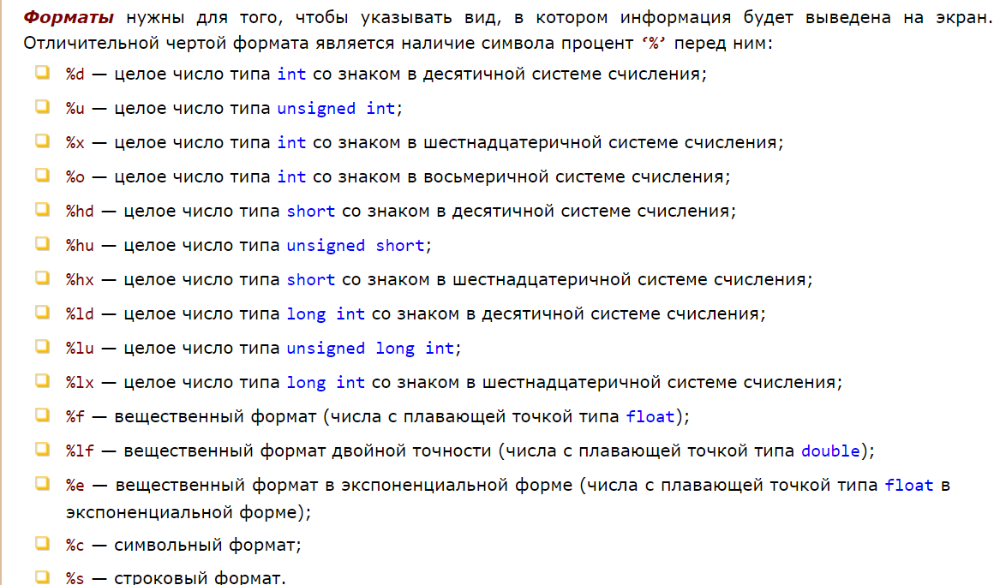 Форматы нужны для того, чтобы указывать вид, в котором информация будет выведена на экран.
Отличительной чертой формата является наличие символа процент ‘%’ перед ним:
%d — целое число типа int со знаком в десятичной системе счисления;
%u — целое число типа unsigned int;
%x — целое число типа int со знаком в шестнадцатеричной системе счисления;
%o — целое число типа int со знаком в восьмеричной системе счисления;
%hd — целое число типа short со знаком в десятичной системе счисления;
%hu — целое число типа unsigned short;
%hx — целое число типа short со знаком в шестнадцатеричной системе счисления;
%ld — целое число типа long int со знаком в десятичной системе счисления;
%lu — целое число типа unsigned long int;
%lx — целое число типа long int со знаком в шестнадцатеричной системе счисления;
%f — вещественный формат (числа с плавающей точкой типа float);
%lf — вещественный формат двойной точности (числа с плавающей точкой типа double);
%e — вещественный формат в экспоненциальной форме (числа с плавающей точкой типа float в
экспоненциальной форме);
%c — символьный формат;
%s — строковый формат.